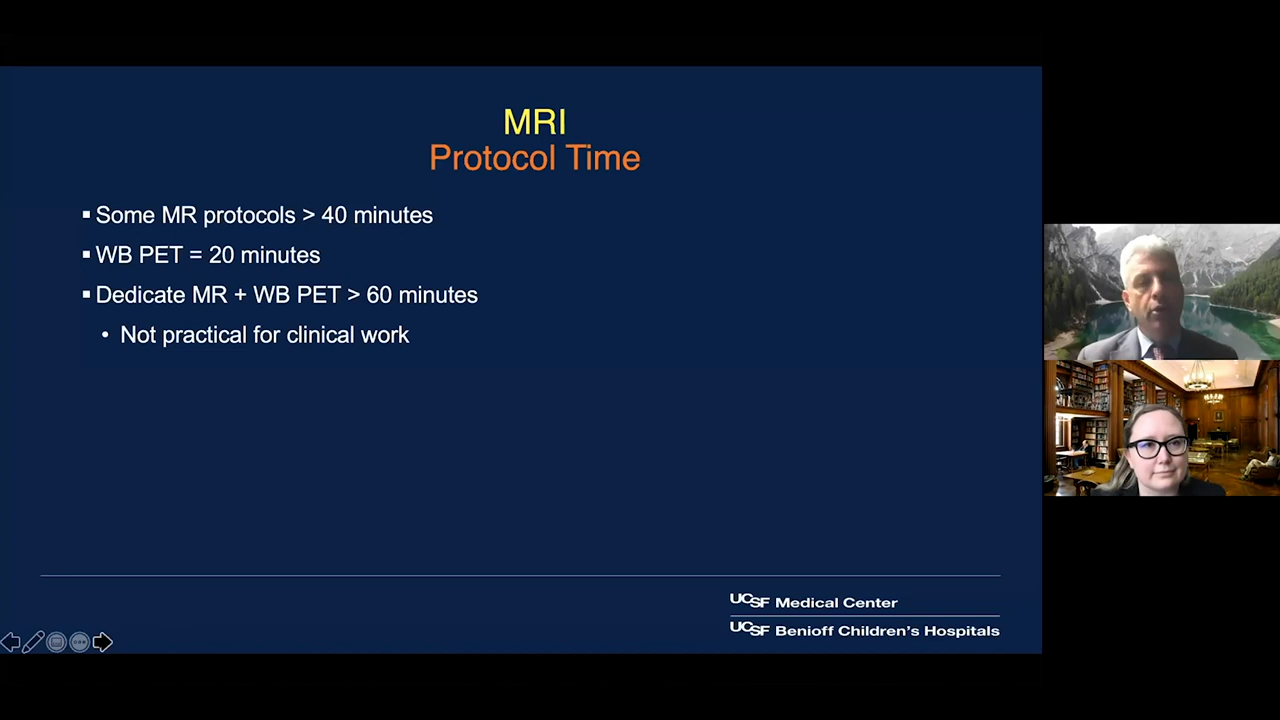 MRI
Protocol Time
▪ Some MR protocols > 40 minutes
▪ WB PET = 20 minutes
▪ Dedicate MR + WB PET > 60 minutes
• Not practical for clinical work
UCSF Medical Center
UCSF Benioff Children's Hospitals